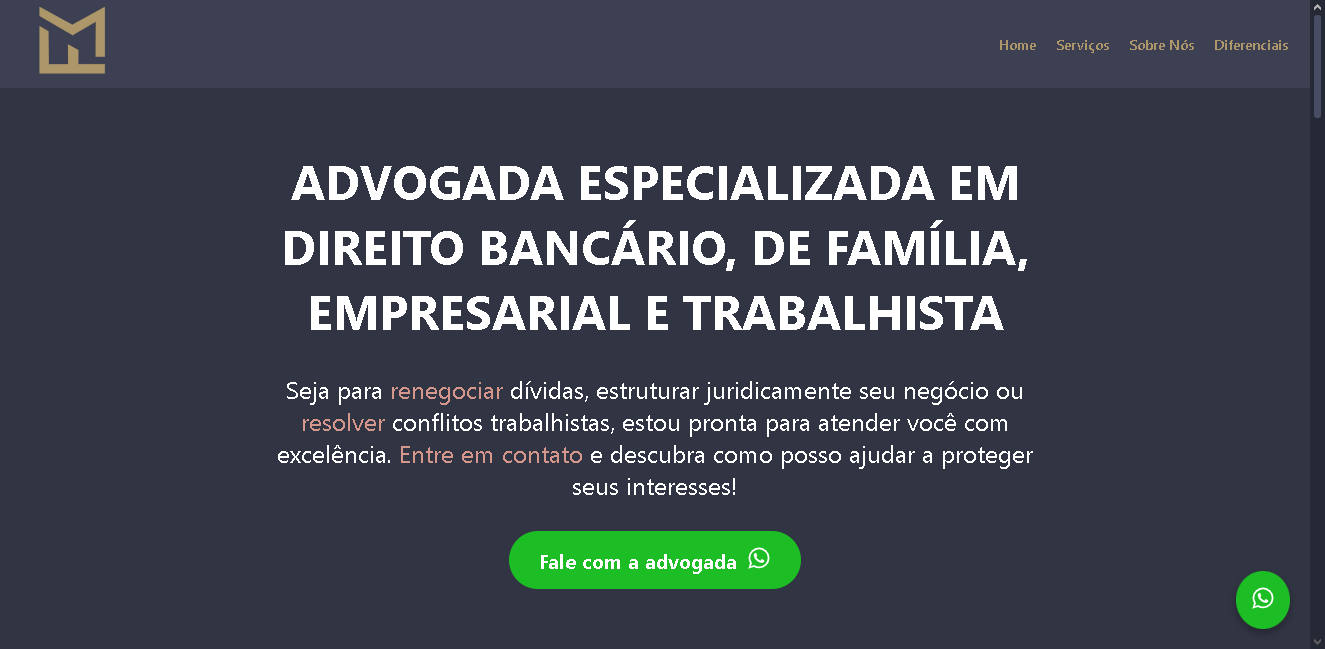 Home Serviços Sobre Nós Diferenciais
ADVOGADA ESPECIALIZADA EM
DIREITO BANCÁRIO, DE FAMÍLIA,
EMPRESARIAL E TRABALHISTA
Seja para renegociar dívidas, estruturar juridicamente seu negócio ou
resolver conflitos trabalhistas, estou pronta para atender você com
excelência. Entre em contato e descubra como posso ajudar a proteger
seus interesses!
Fale com a advogada